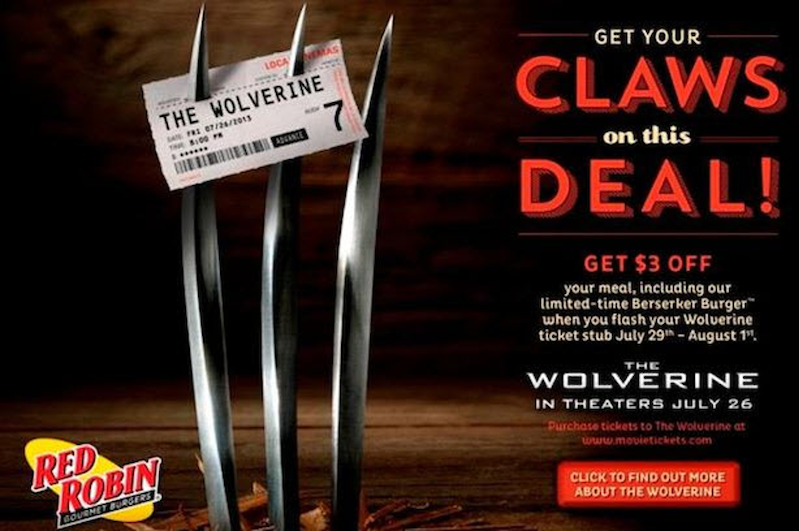 LOCA
EMAS
THE WOLVERINE
DATE: FRI 07/26/2013
TIME: 8:00 PM
ROW
7
ADVANCE
GET YOUR
CLAWS
on this
DEAL!
GET $3 OFF
your meal, including our
limited-time Berserker Burger™
when you flash your Wolverine
ticket stub July 29th - August 1st.
THE
WOLVERINE
IN THEATERS JULY 26
Purchase tickets to The Wolverine at
www.movietickets.com
CLICK TO FIND OUT MORE
ABOUT THE WOLVERINE
RED
ROBIN
GOURMET BURGERS